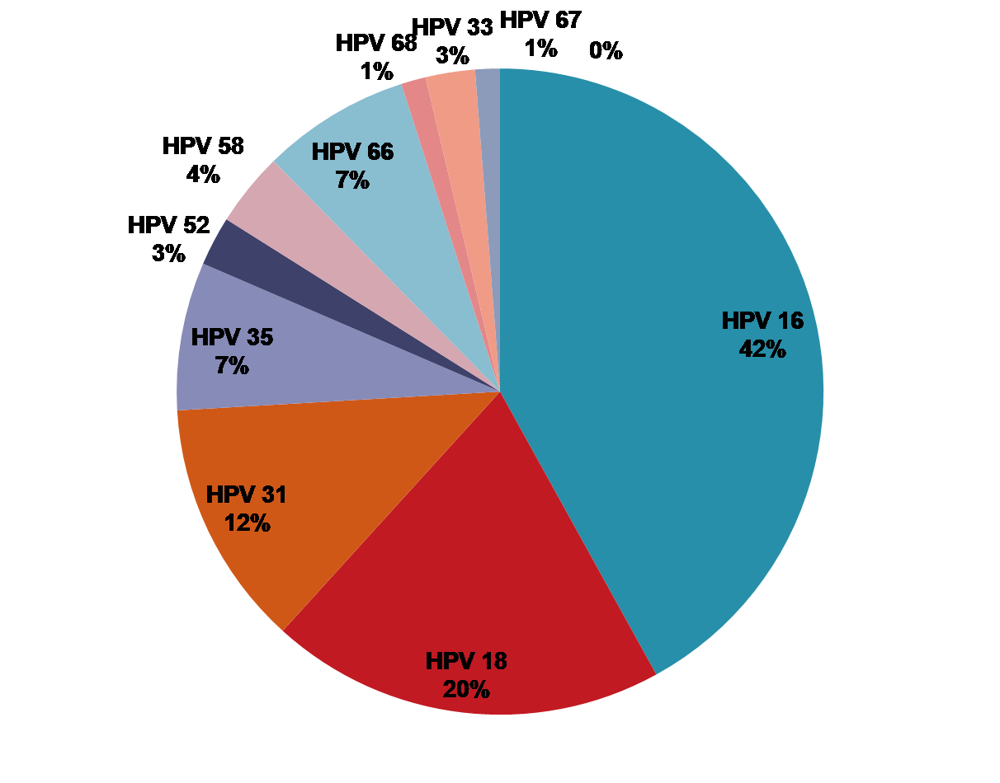 HPV 67
1%
0%
HPV 33
3%
HPV 68
1%
HPV 58
4%
HPV 66
7%
HPV 52
3%
HPV 16
42%
HPV 35
7%
HPV 31
12%
HPV 18
20%